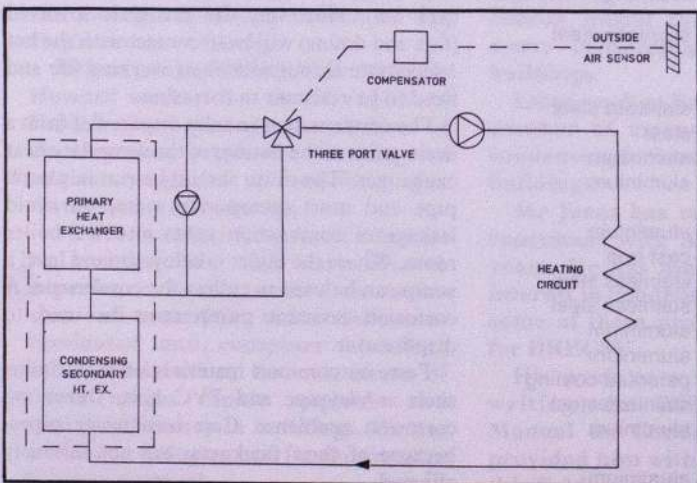 OUTSIDE
AIR SENSOR
COMPENSATOR
THREE PORT VALVE
PRIMARY
HEAT
EXCHANGER
HEATING
CIRCUIT
CONDENSING
SECONDARY
HT. EX.